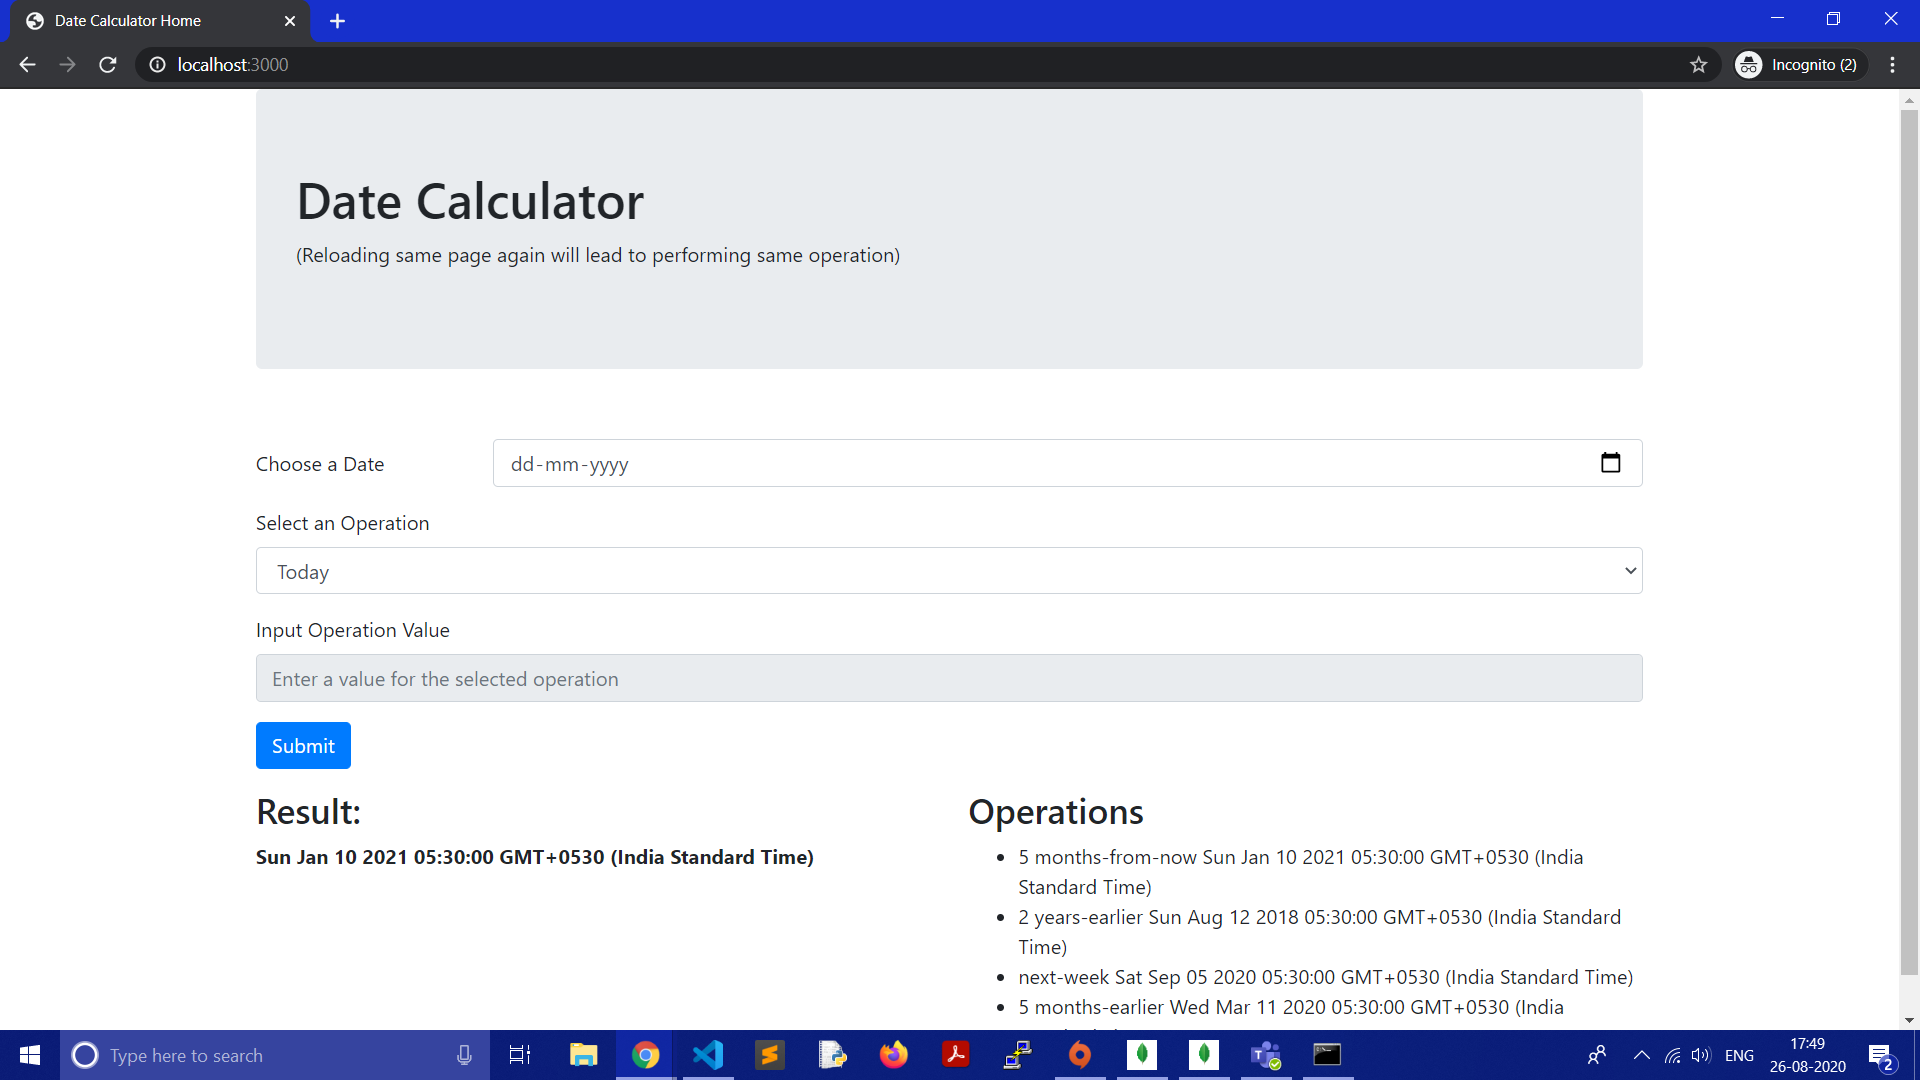 Date Calculator Home
localhost:3000
Incognito (2)
Date Calculator
(Reloading same page again will lead to performing same operation)
Choose a Date
dd-mm-yyyy
Select an Operation
Today
Input Operation Value
Enter a value for the selected operation
Submit
Result:
Sun Jan 10 2021 05:30:00 GMT+0530 (India Standard Time)
Operations
5 months-from-now Sun Jan 10 2021 05:30:00 GMT+0530 (India
Standard Time)
2 years-earlier Sun Aug 12 2018 05:30:00 GMT+0530 (India Standard
Time)
next-week Sat Sep 05 2020 05:30:00 GMT+0530 (India Standard Time)
5 months-earlier Wed Mar 11 2020 05:30:00 GMT+0530 (India
Type here to search
ENG
17:49
26-08-2020
2